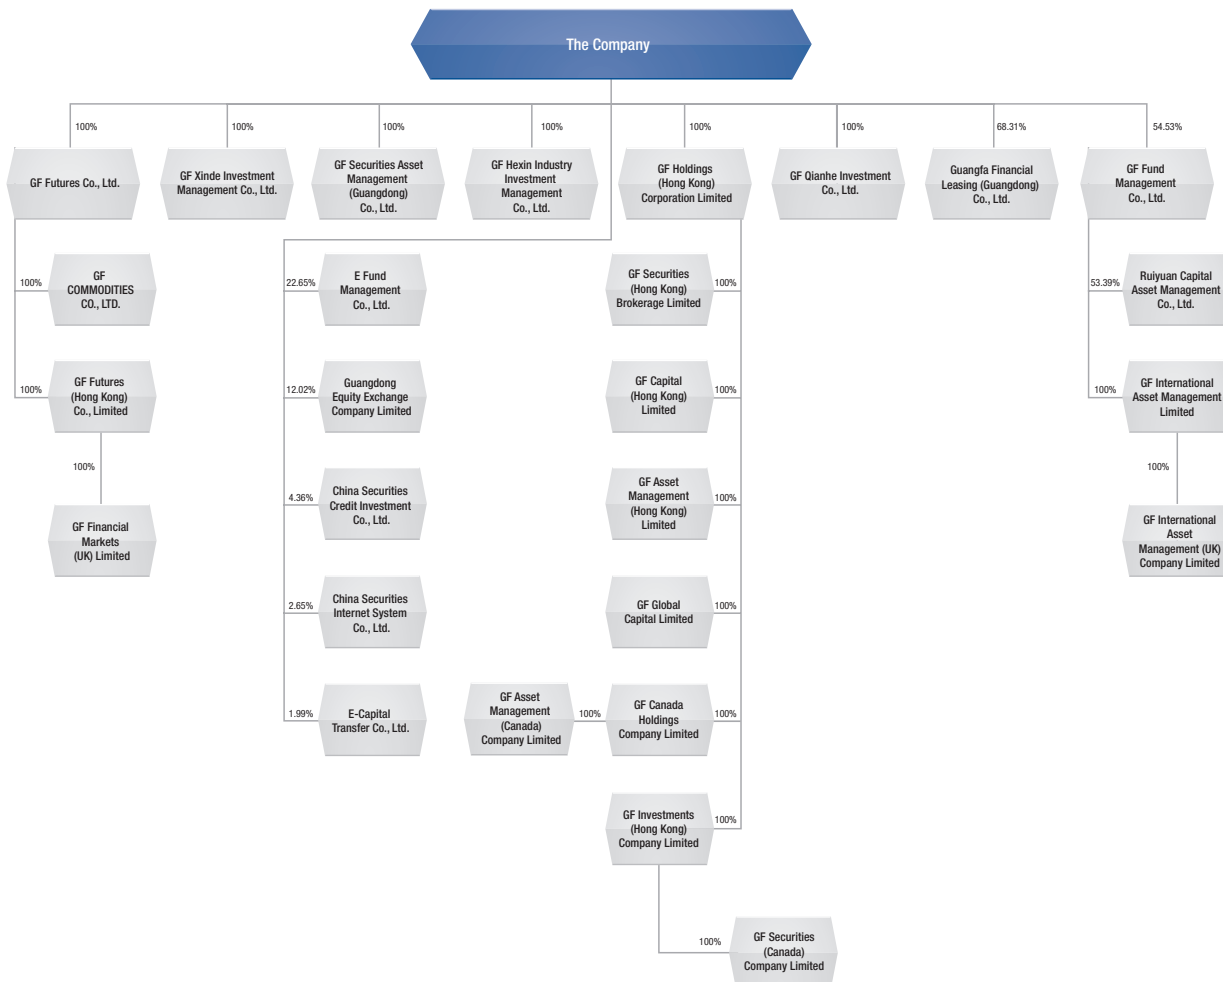 The Company
100%
100%
100%
100%
100%
100%
68.31%
54.53%
GF Futures Co., Ltd.
GF Xinde Investment
Management Co., Ltd.
GF Securities Asset
Management
(Guangdong)
Co., Ltd.
GF Hexin Industry
Investment
Management
Co., Ltd.
GF Holdings
(Hong Kong)
Corporation Limited
GF Qianhe Investment
Co., Ltd.
Guangfa Financial
Leasing (Guangdong)
Co., Ltd.
GF Fund
Management
Co., Ltd.
100%
GF
COMMODITIES
CO., LTD.
22.65%
E Fund
Management
Co., Ltd.
GF Securities
(Hong Kong)
Brokerage Limited
100%
53.39%
Ruiyuan Capital
Asset Management
Co., Ltd.
100%
GF Futures
(Hong Kong)
Co., Limited
12.02%
Guangdong
Equity Exchange
Company Limited
GF Capital
(Hong Kong)
Limited
100%
100%
GF International
Asset Management
Limited
100%
GF Financial
Markets
(UK) Limited
4.36%
China Securities
Credit Investment
Co., Ltd.
GF Asset
Management
(Hong Kong)
Limited
100%
100%
GF International
Asset
Management (UK)
Company Limited
2.65%
China Securities
Internet System
Co., Ltd.
GF Global
Capital Limited
100%
1.99%
E-Capital
Transfer Co., Ltd.
GF Asset
Management
(Canada)
Company Limited
100%
GF Canada
Holdings
Company Limited
100%
GF Investments
(Hong Kong)
Company Limited
100%
100%
GF Securities
(Canada)
Company Limited